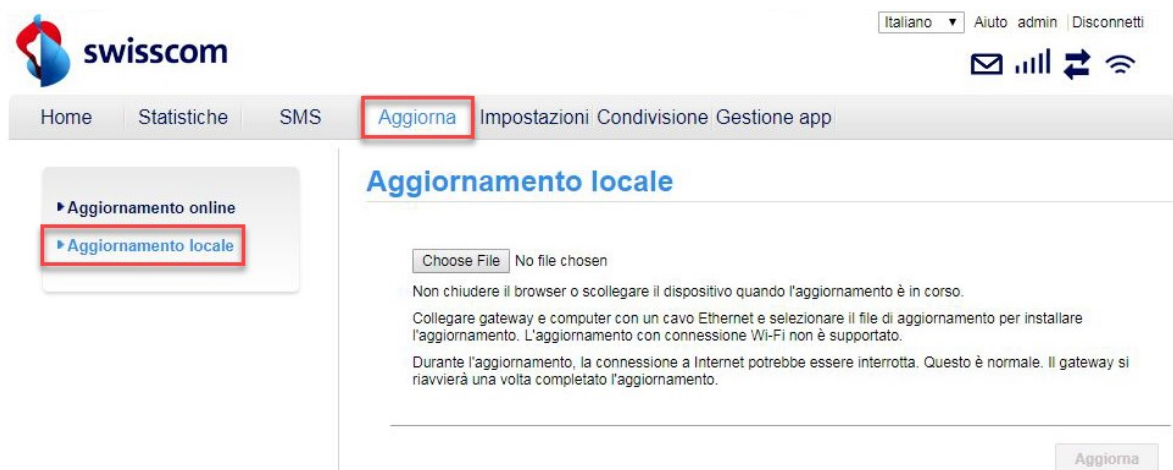 Italiano ▼ Aiuto admin | Disconnetti
swisscom
Home Statistiche SMS Aggiorna Impostazioni Condivisione Gestione app
Aggiornamento locale
Aggiornamento online
Aggiornamento locale
Choose File No file chosen
Non chiudere il browser o scollegare il dispositivo quando l'aggiornamento è in corso.
Collegare gateway e computer con un cavo Ethernet e selezionare il file di aggiornamento per installare
l'aggiornamento. L'aggiornamento con connessione Wi-Fi non è supportato.
Durante l'aggiornamento, la connessione a Internet potrebbe essere interrotta. Questo è normale. Il gateway si
riavvierà una volta completato l'aggiornamento.
Aggiorna